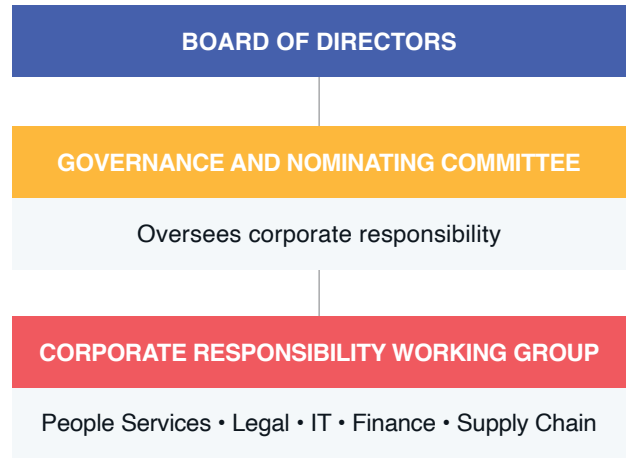 BOARD OF DIRECTORS
GOVERNANCE AND NOMINATING COMMITTEE
Oversees corporate responsibility
CORPORATE RESPONSIBILITY WORKING GROUP
People Services • Legal • IT • Finance • Supply Chain